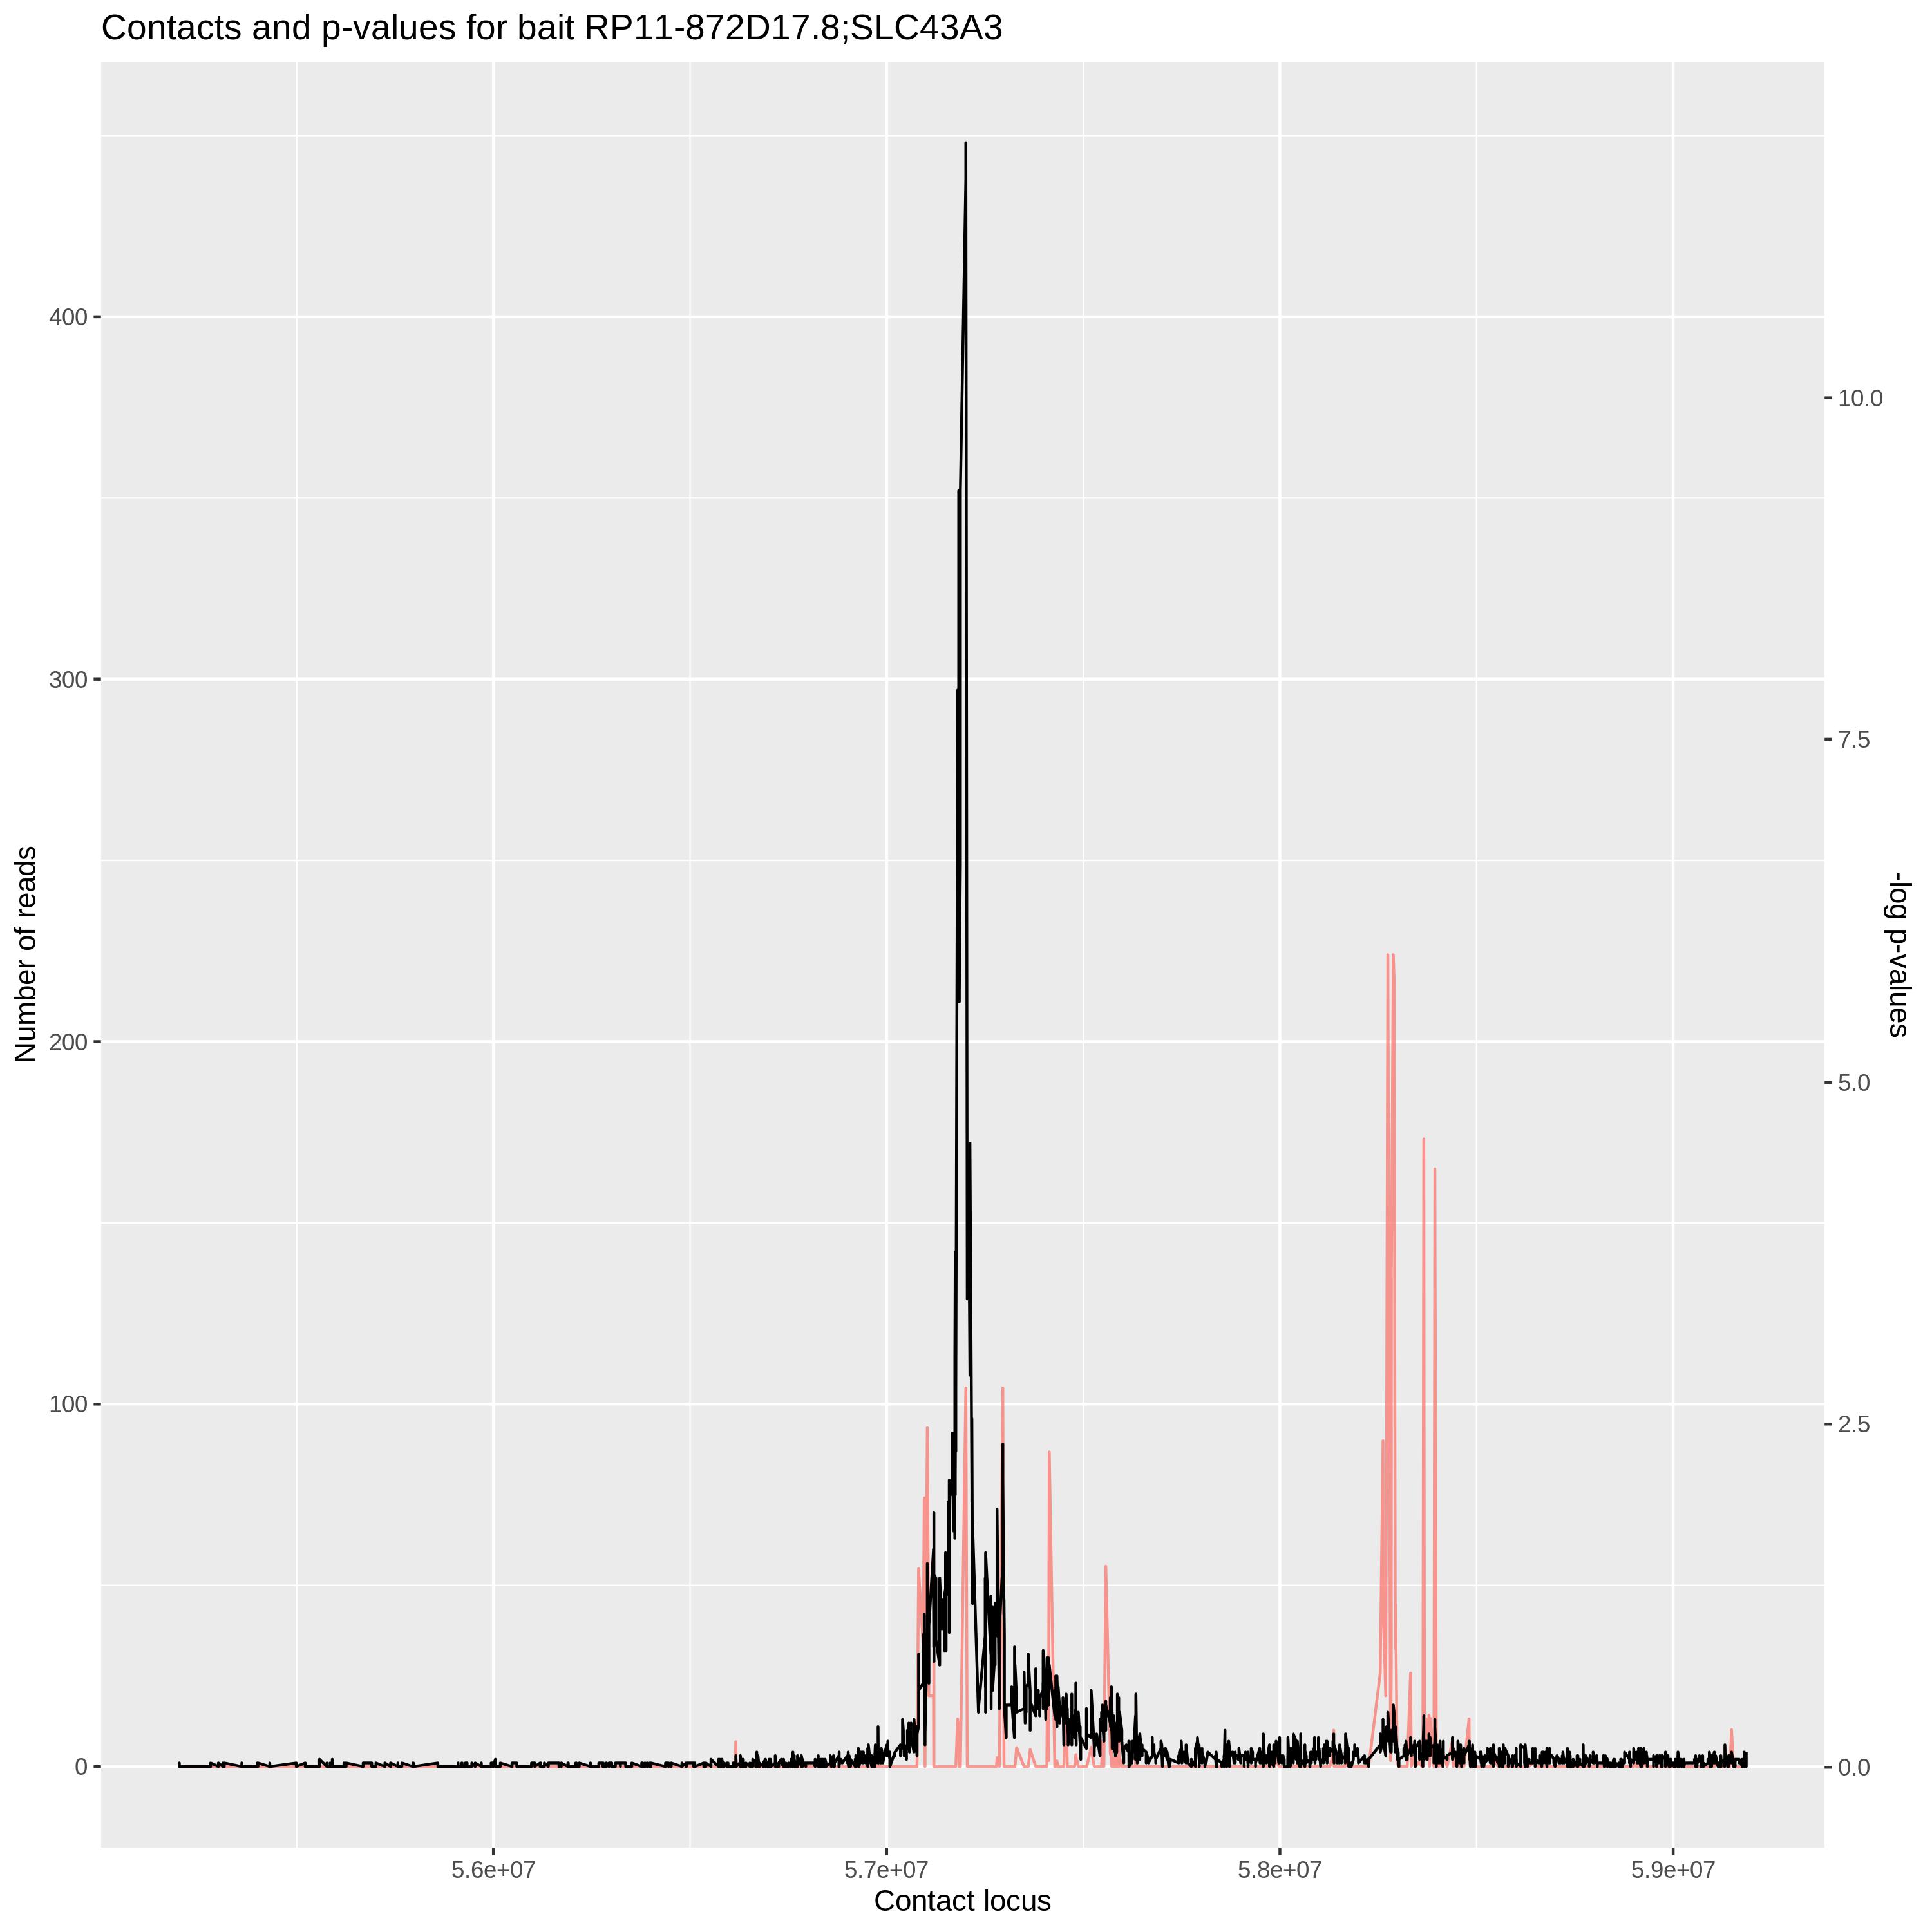 Contacts and p-values for bait RP11-872D17.8;SLC43A3
Number of reads
400
300
200
100
0
10.0
7.5
5.0
2.5
0.0
-log p-values
5.6e+07 5.7e+07 5.8e+07 5.9e+07
Contact locus